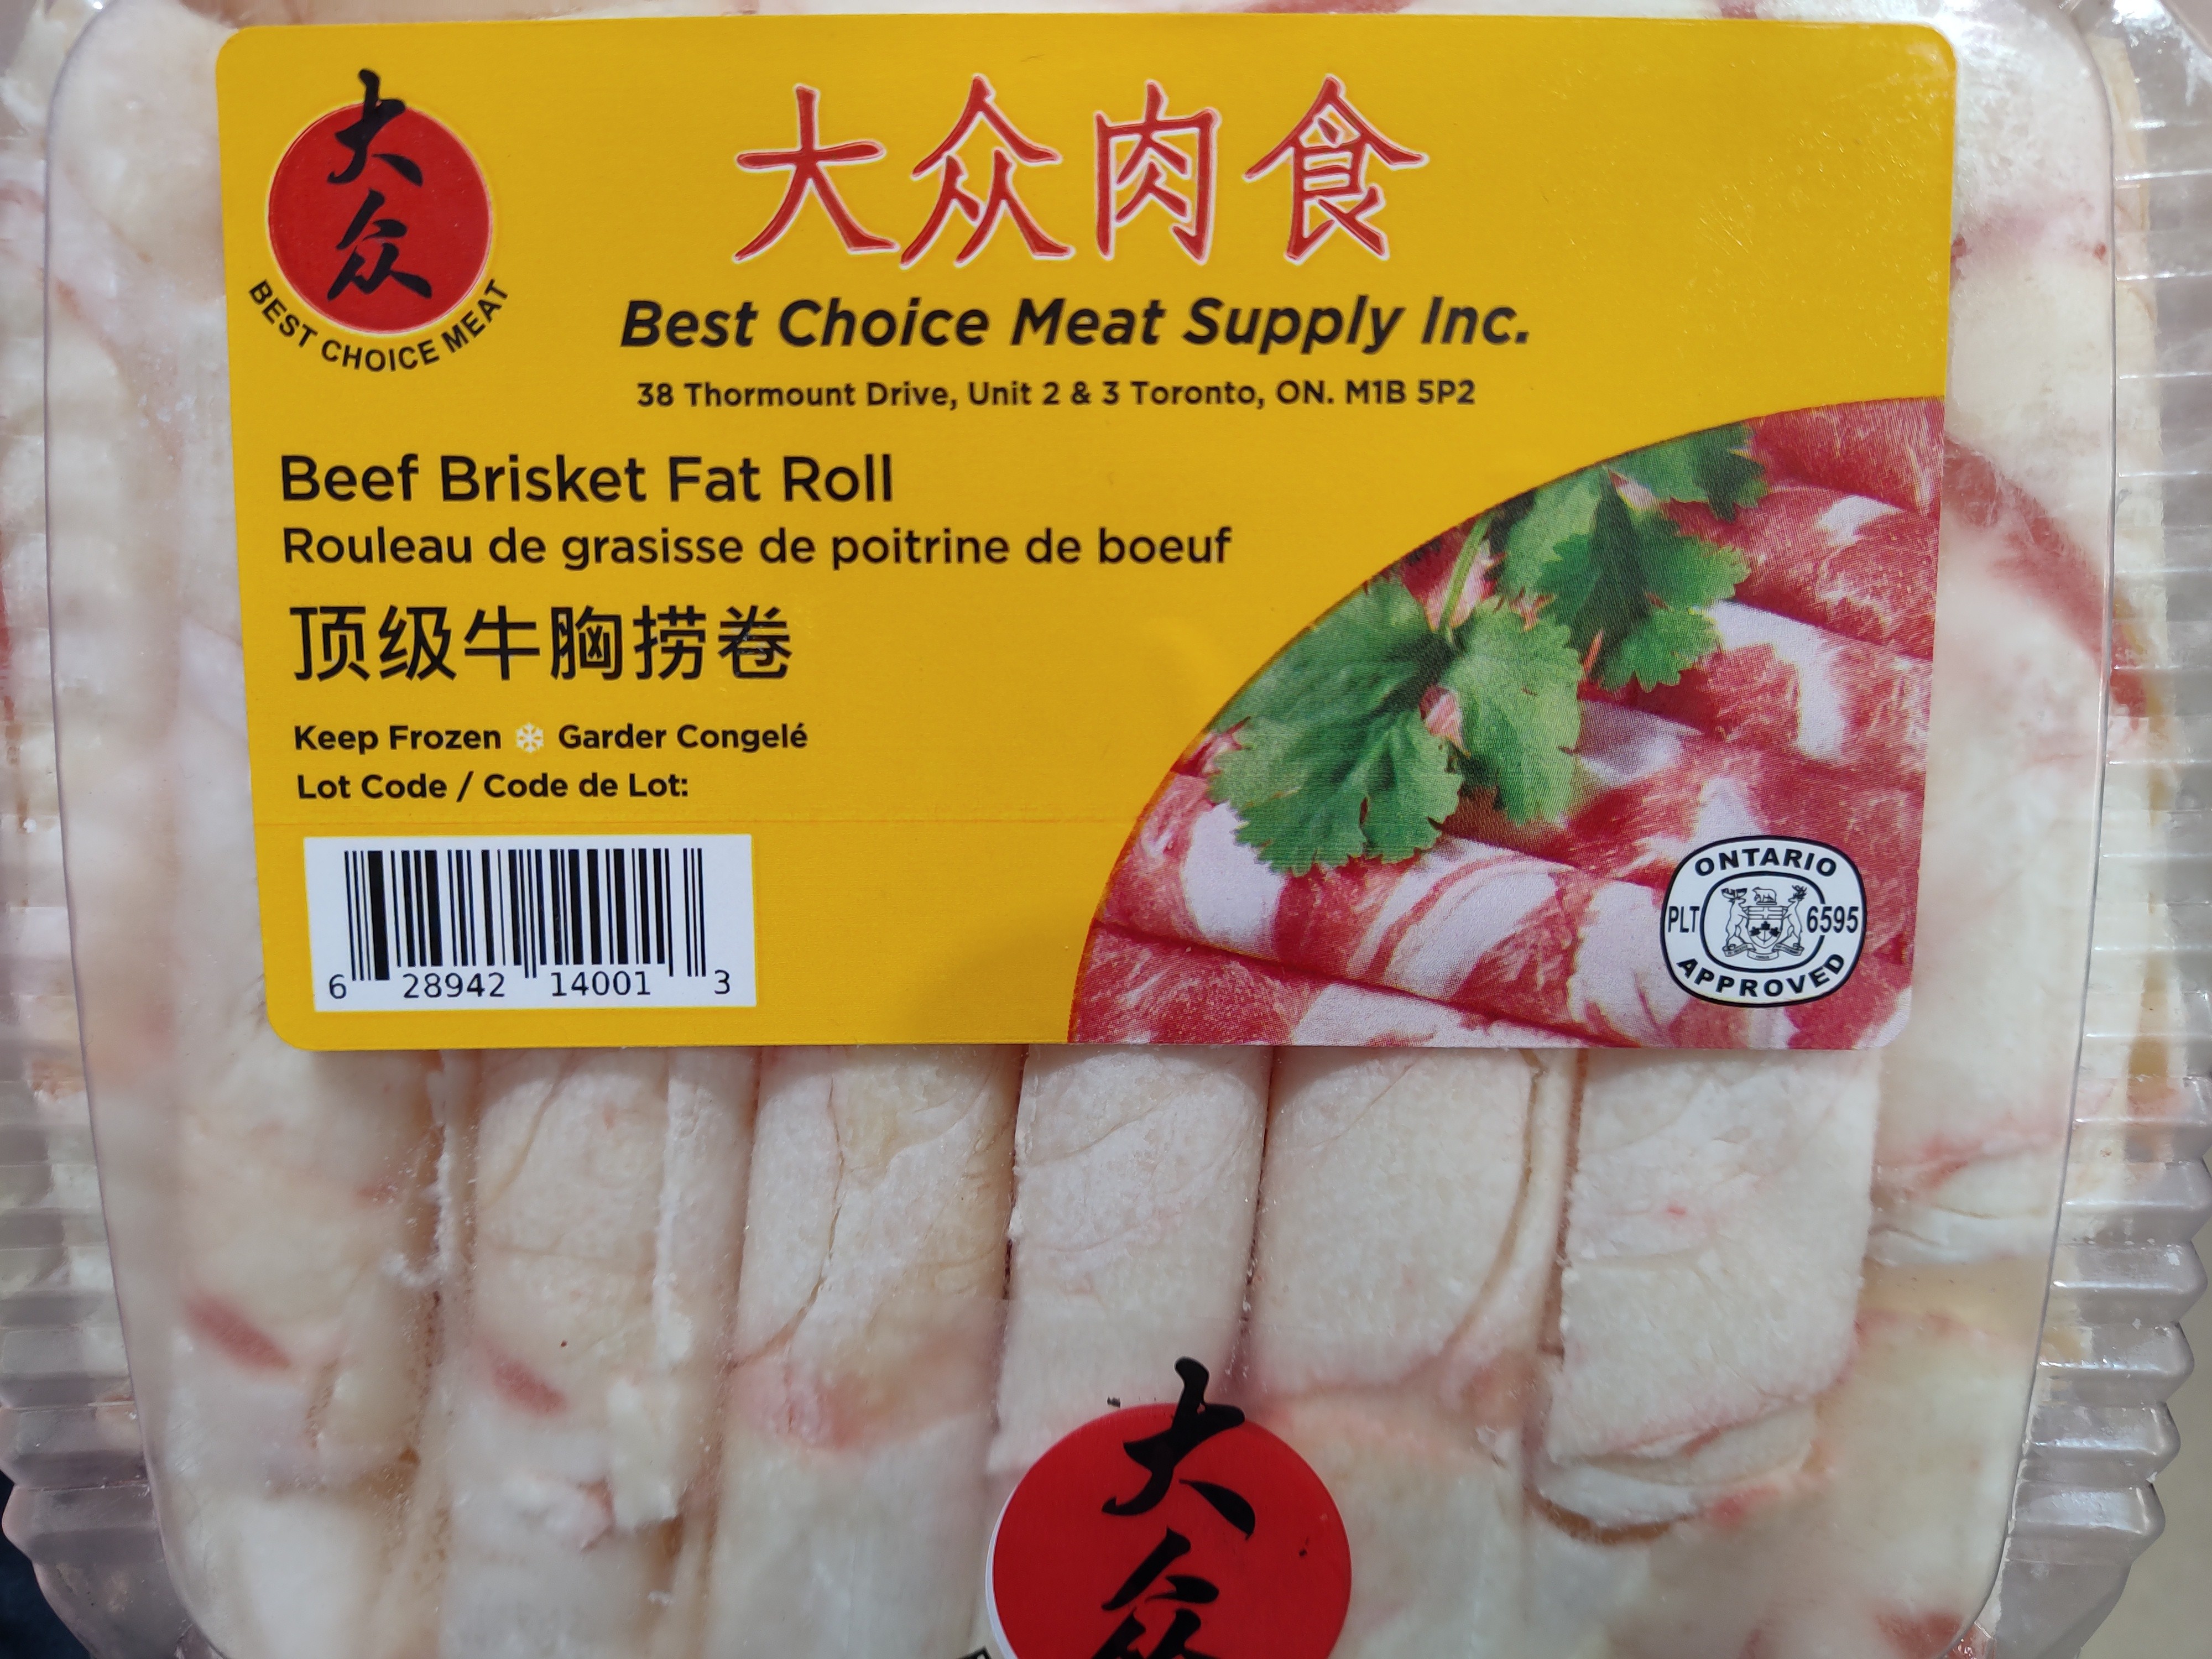 大众
BEST CHOICE MEAT
大众肉食
Best Choice Meat Supply Inc.
38 Thormount Drive, Unit 2 & 3 Toronto, ON. M1B 5P2
Beef Brisket Fat Roll
Rouleau de grasisse de poitrine de boeuf
顶级牛胸捞卷
Keep Frozen Garder Congelé
Lot Code / Code de Lot:
6 28942 14001 3
ONTARIO
PLT 6595
APPROVED
大众